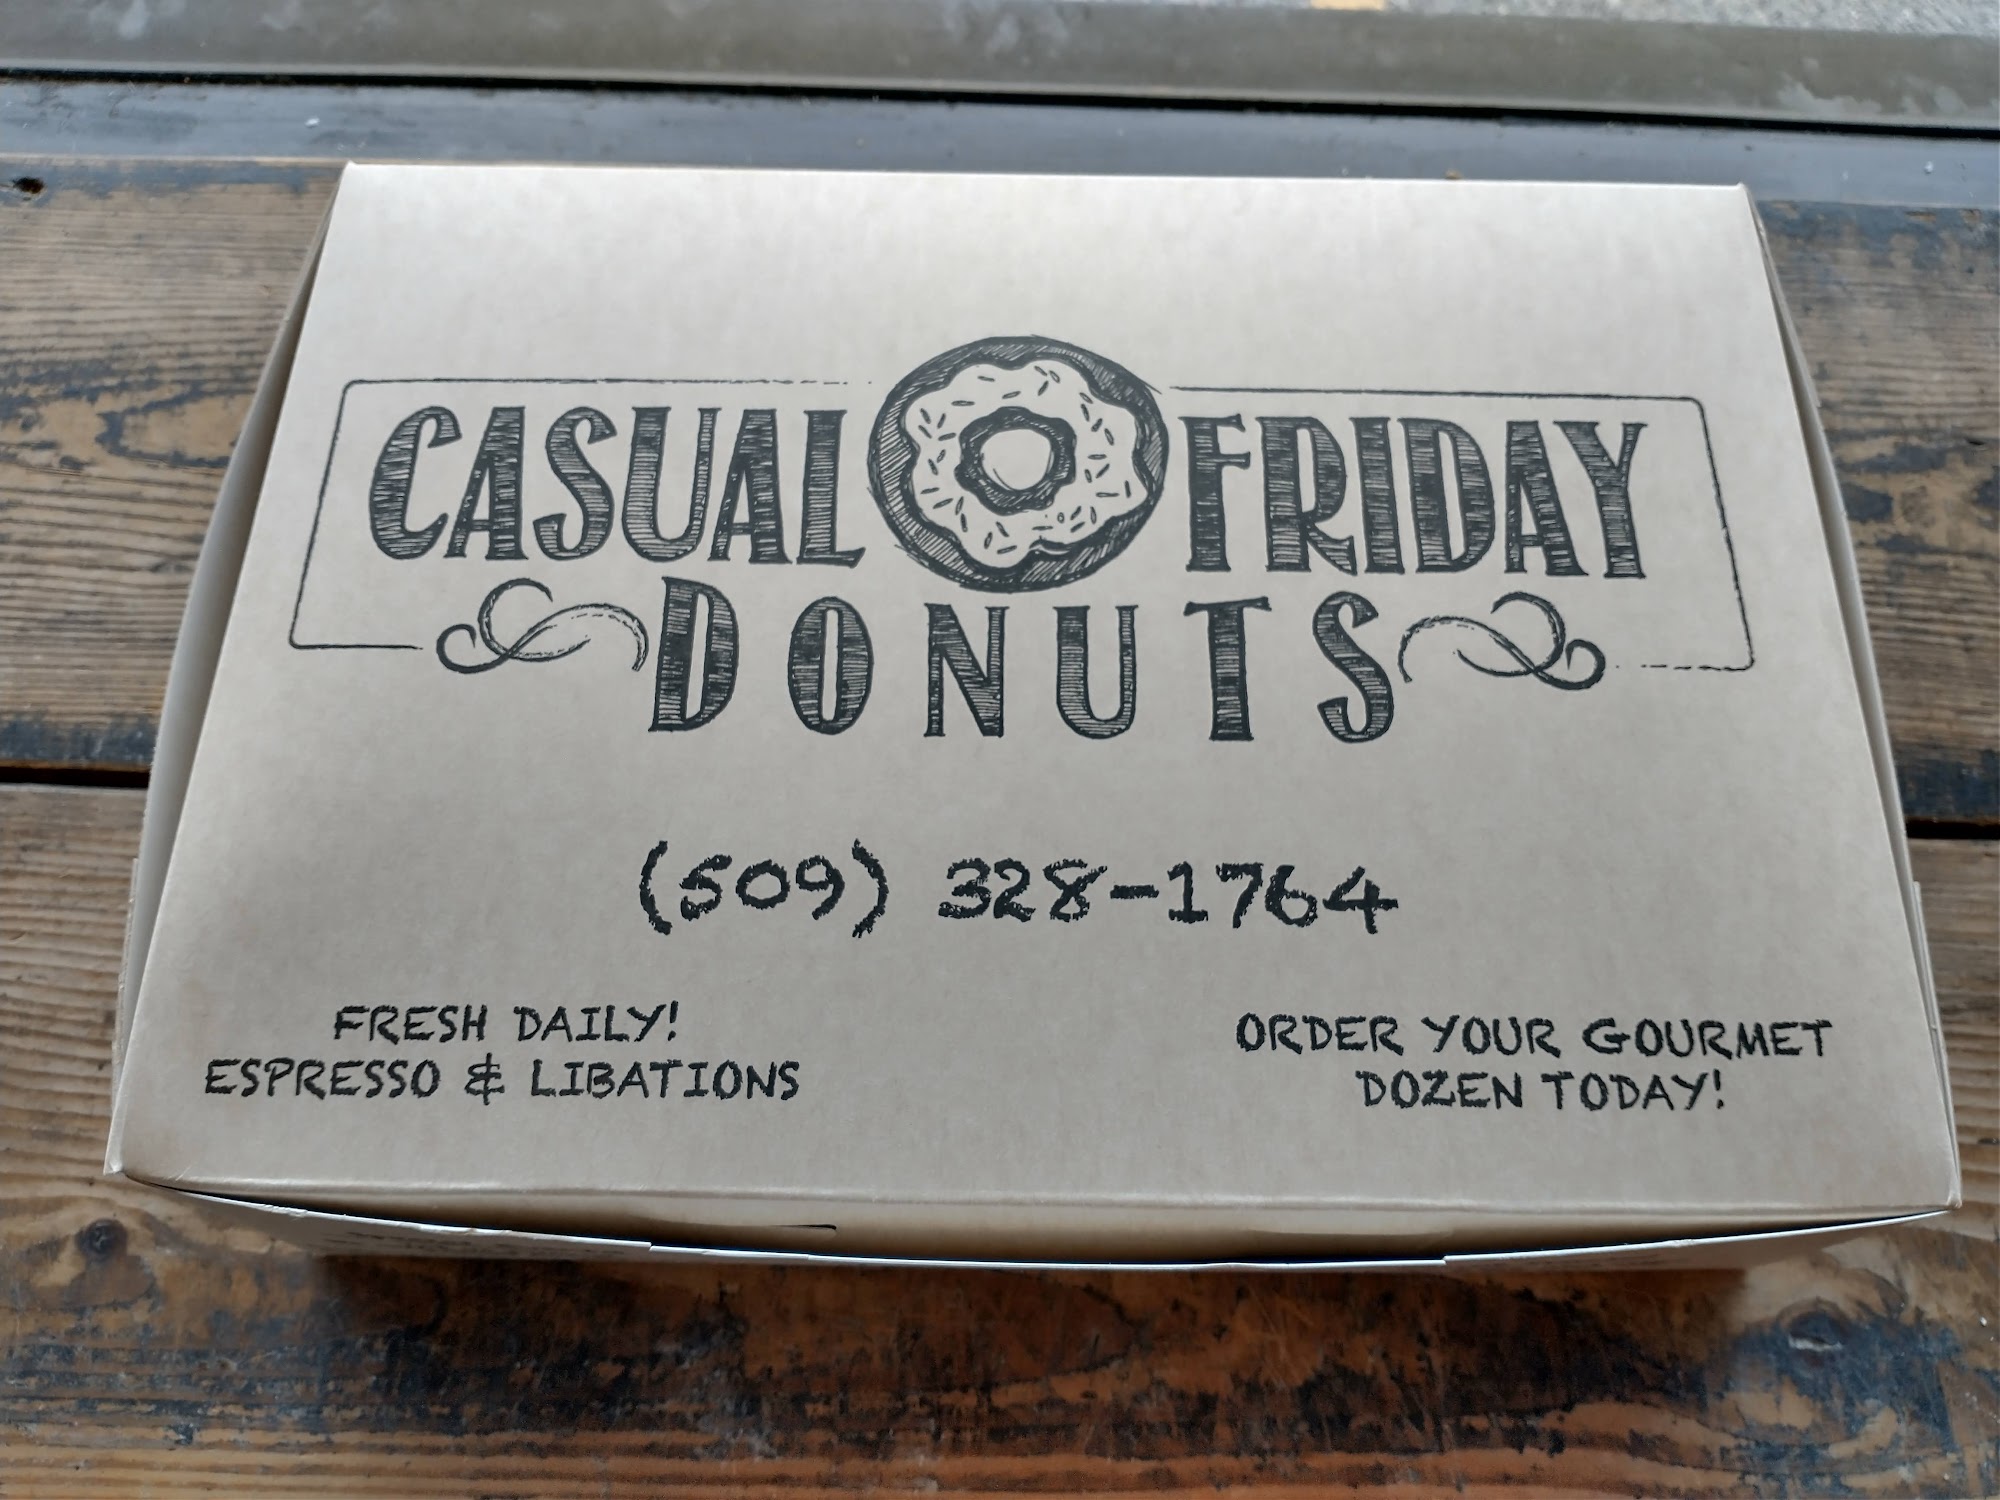 CASUAL FRIDAY
DONUTS
(509) 328-1764
FRESH DAILY!
ESPRESSO & LIBATIONS
ORDER YOUR GOURMET
DOZEN TODAY!